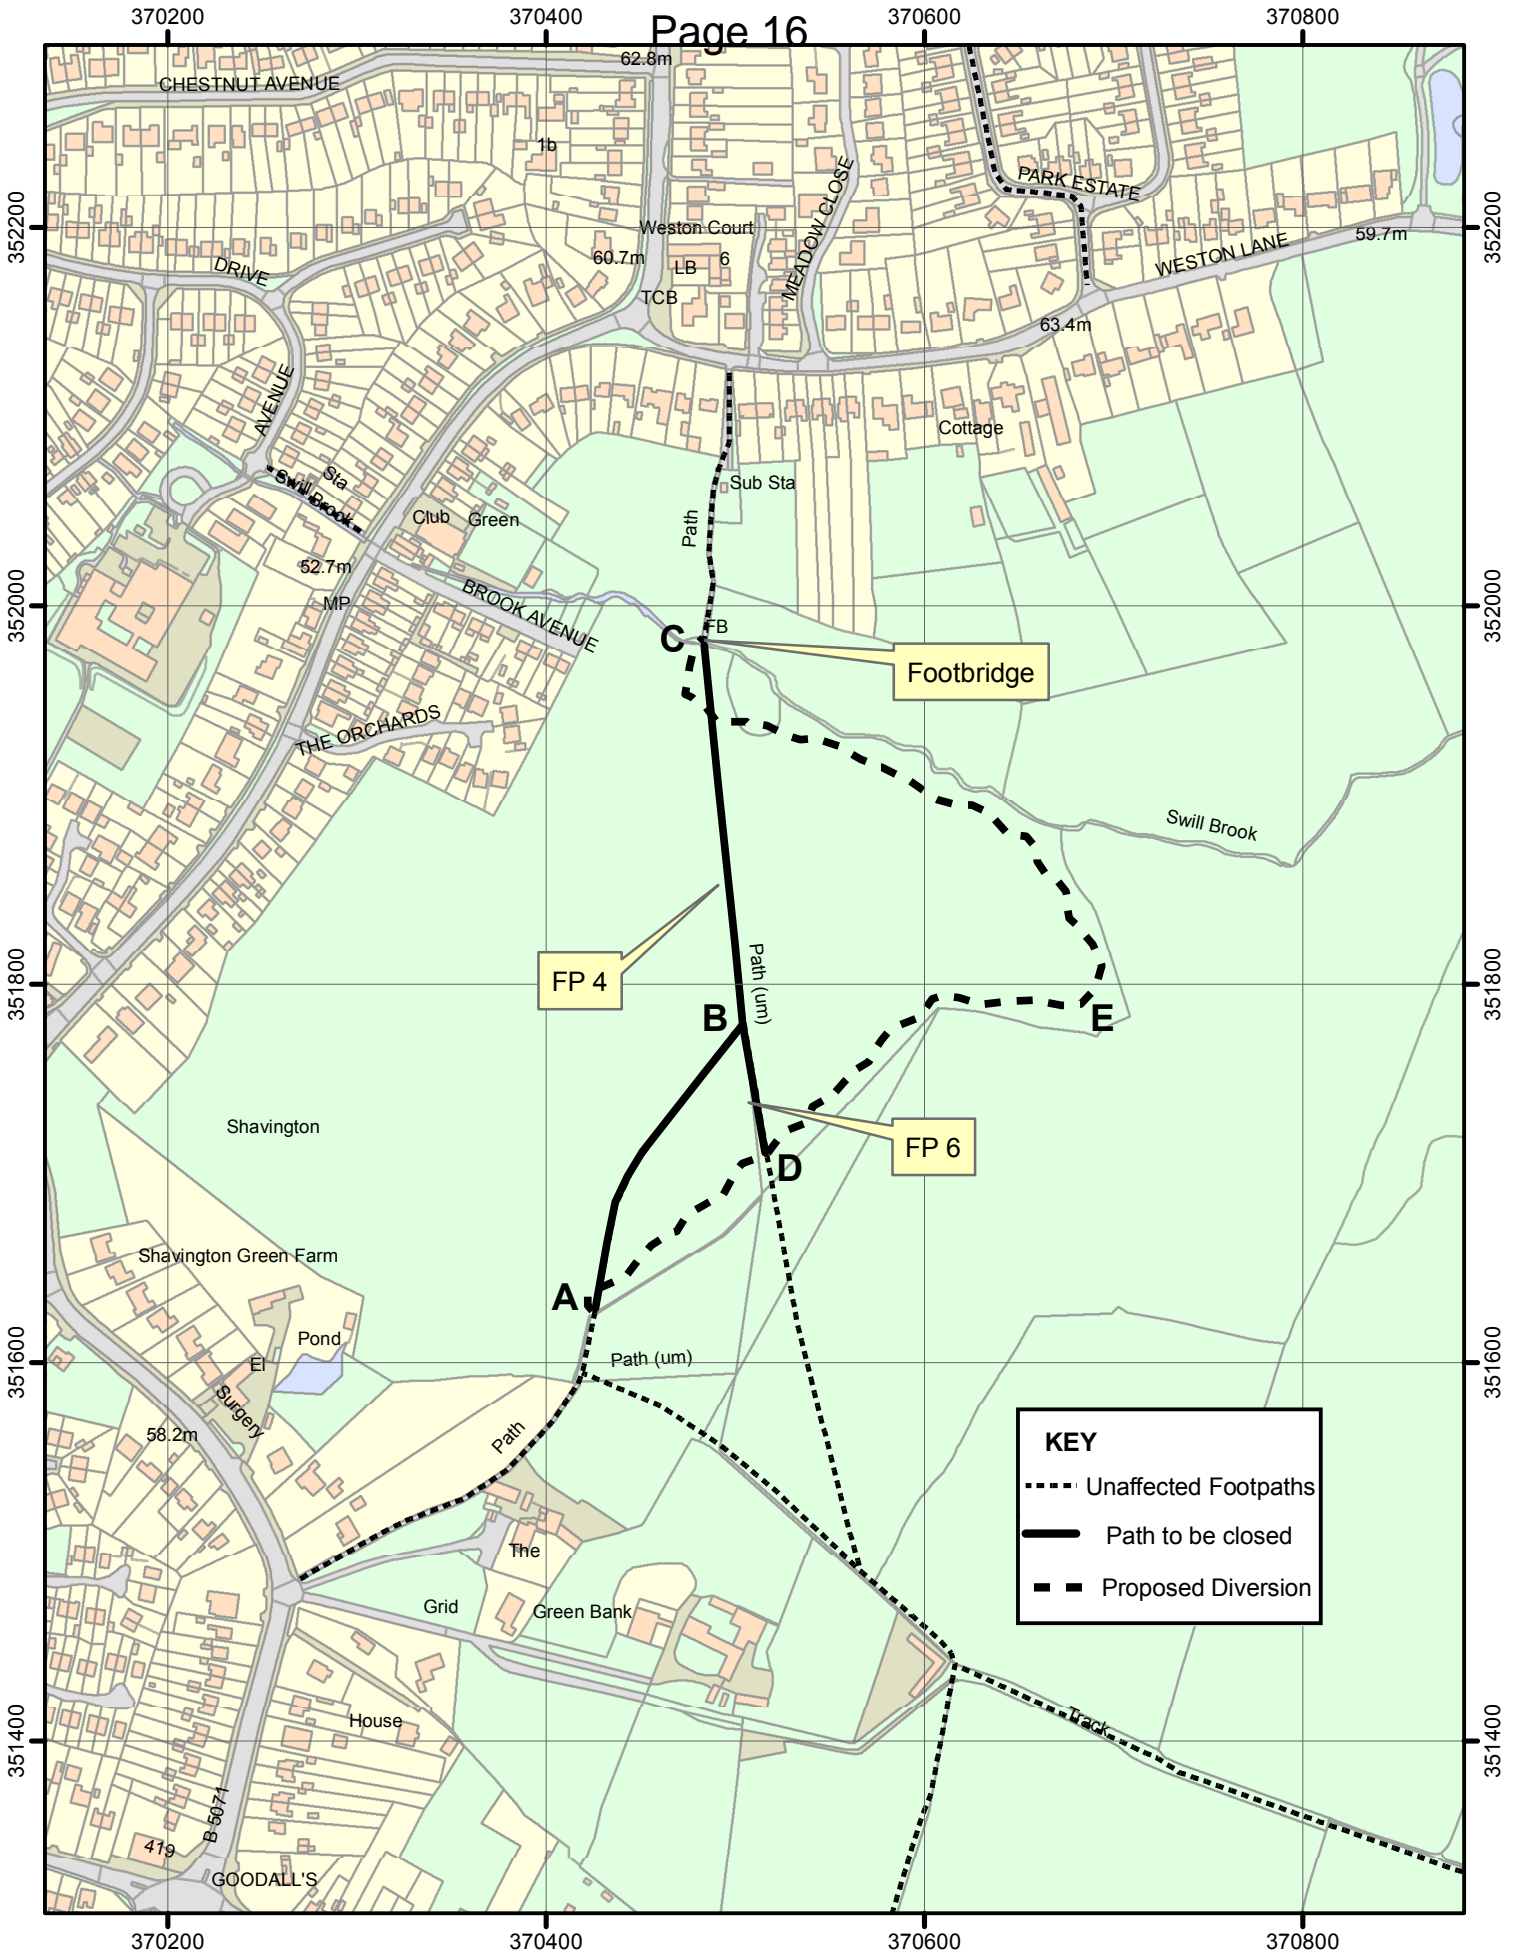 370200
370400
Page 16
370600
370800
CHESTNUT AVENUE
62.8m
1b
MEADOW CLOSE
PARK ESTATE
352200
Weston Court
60.7m
LB
6
TCB
DRIVE
WESTON LANE
59.7m
352200
63.4m
AVENUE
Cottage
Sta
Swill Brook
Sub Sta
Club
Green
Path
52.7m
MP
BROOK AVENUE
352000
352000
C
FB
Footbridge
THE ORCHARDS
Swill Brook
FP 4
Path (um)
351800
351800
B
E
Shavington
FP 6
D
Shavington Green Farm
A
Pond
El
Path (um)
351600
351600
Surgery
58.2m
Path
KEY
Unaffected Footpaths
Path to be closed
Proposed Diversion
The
Grid
Green Bank
House
Track
351400
351400
B 5071
419
GOODALL'S
370200
370400
370600
370800